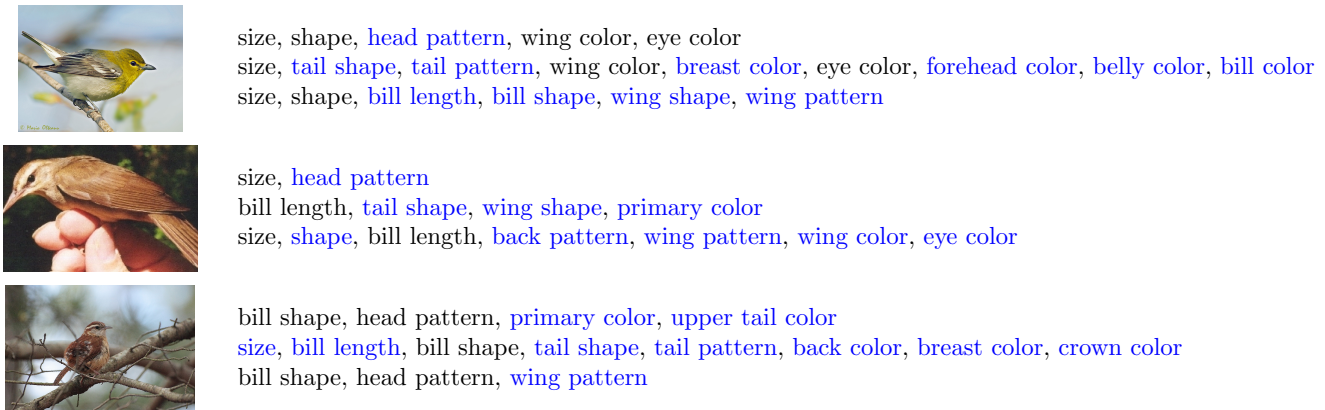 size, shape, head pattern, wing color, eye color
size, tail shape, tail pattern, wing color, breast color, eye color, forehead color, belly color, bill color
size, shape, bill length, bill shape, wing shape, wing pattern
size, head pattern
bill length, tail shape, wing shape, primary color
size, shape, bill length, back pattern, wing pattern, wing color, eye color
bill shape, head pattern, primary color, upper tail color
size, bill length, bill shape, tail shape, tail pattern, back color, breast color, crown color
bill shape, head pattern, wing pattern